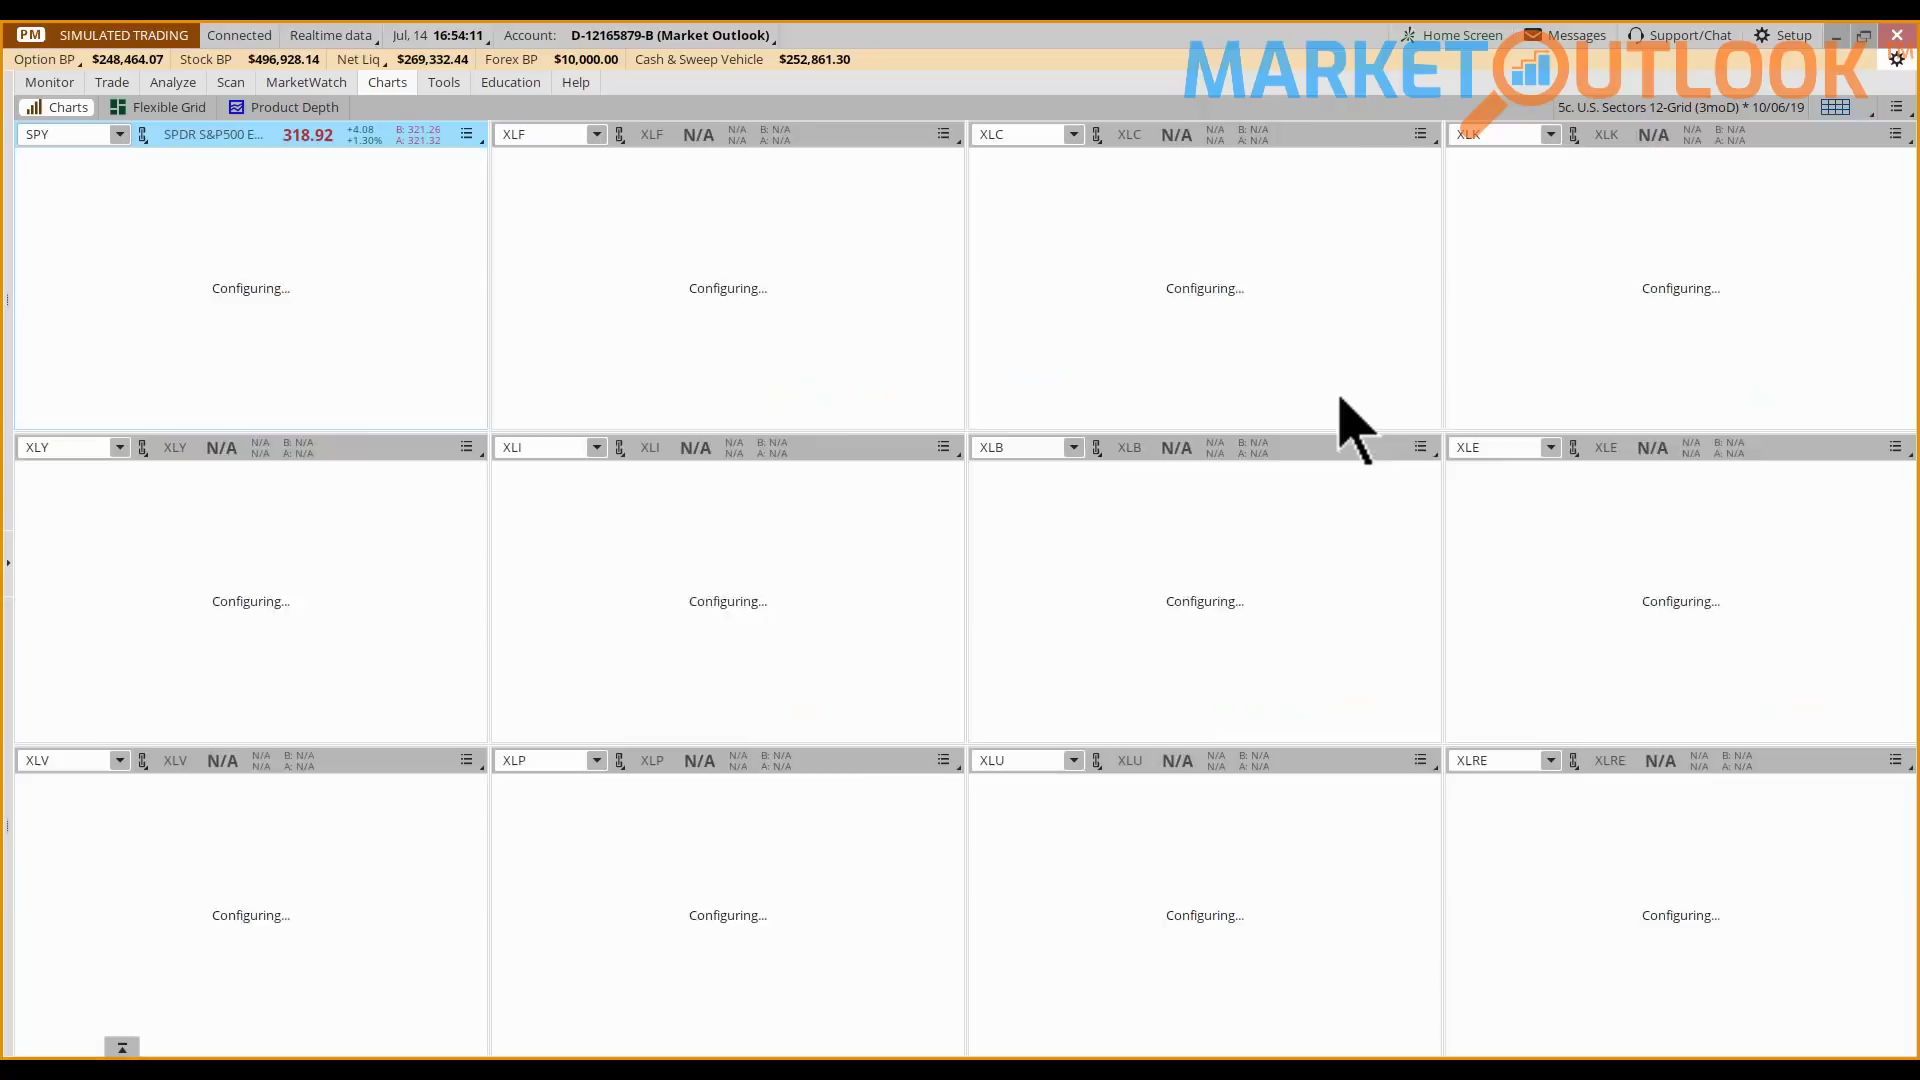 PM SIMULATED TRADING Connected Realtime data Jul, 14 16:54:11 Account: D-12165879-B (Market Outlook) Home Screen Messages Support/Chat Setup
Option BP $248,464.07 Stock BP $496,928.14 Net Liq $269,332.44 Forex BP $10,000.00 Cash & Sweep Vehicle $252,861.30
MARKETOUTLOOK
Monitor Trade Analyze Scan MarketWatch Charts Tools Education Help
Charts Flexible Grid Product Depth 5c. U.S. Sectors 12-Grid (3moD) * 10/06/19
SPY SPDR S&P500 E... 318.92 +4.08 +1.30% B: 321.26 A: 321.32 XLF XLF N/A N/A N/A B: N/A A: N/A XLC XLC N/A N/A N/A B: N/A A: N/A XLK XLK N/A N/A N/A B: N/A A: N/A
Configuring... Configuring... Configuring... Configuring...
XLY XLY N/A N/A N/A B: N/A A: N/A XLI XLI N/A N/A N/A B: N/A A: N/A XLB XLB N/A N/A N/A B: N/A A: N/A XLE XLE N/A N/A N/A B: N/A A: N/A
Configuring... Configuring... Configuring... Configuring...
XLV XLV N/A N/A N/A B: N/A A: N/A XLP XLP N/A N/A N/A B: N/A A: N/A XLU XLU N/A N/A N/A B: N/A A: N/A XLRE XLRE N/A N/A N/A B: N/A A: N/A
Configuring... Configuring... Configuring... Configuring...